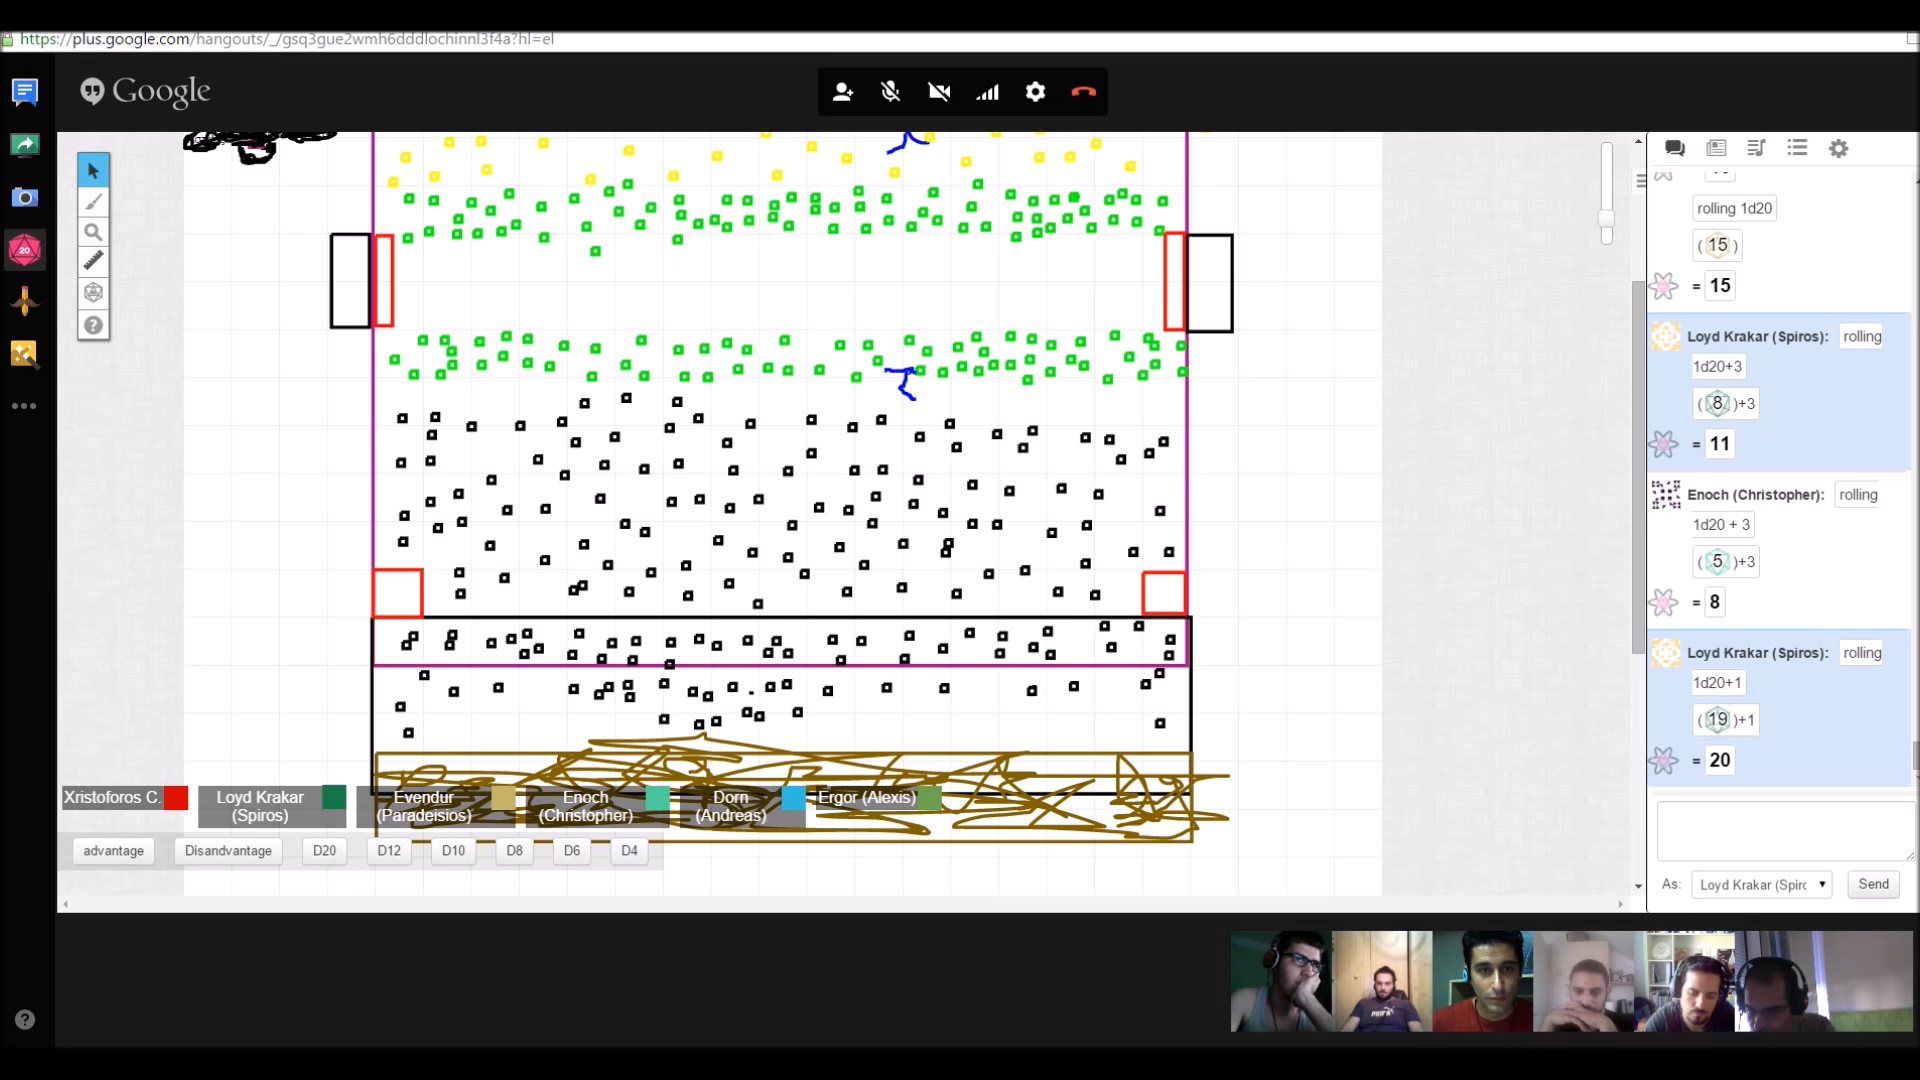 https://plus.google.com/hangouts/_/gsq3gue2wmh6dddlochinnl3f4a?hl=el
Google
20
rolling 1d20
(15)
= 15
Loyd Krakar (Spiros): rolling
1d20+3
(8)+3
= 11
Enoch (Christopher): rolling
1d20 + 3
(5)+3
= 8
Loyd Krakar (Spiros): rolling
1d20+1
(19)+1
= 20
Xristoforos C.
Loyd Krakar
(Spiros)
Evendur
(Paradeisios)
Enoch
(Christopher)
Dorn
(Andreas)
Ergor (Alexis)
advantage
Disandvantage
D20
D12
D10
D8
D6
D4
As:
Loyd Krakar (Spirc
Send